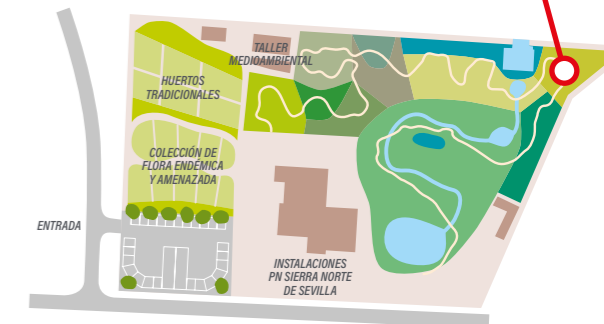 TALLER
MEDIOAMBIENTAL
HUERTOS
TRADICIONALES
COLECCIÓN DE
FLORA ENDÉMICA
Y AMENAZADA
ENTRADA
INSTALACIONES
PN SIERRA NORTE
DE SEVILLA